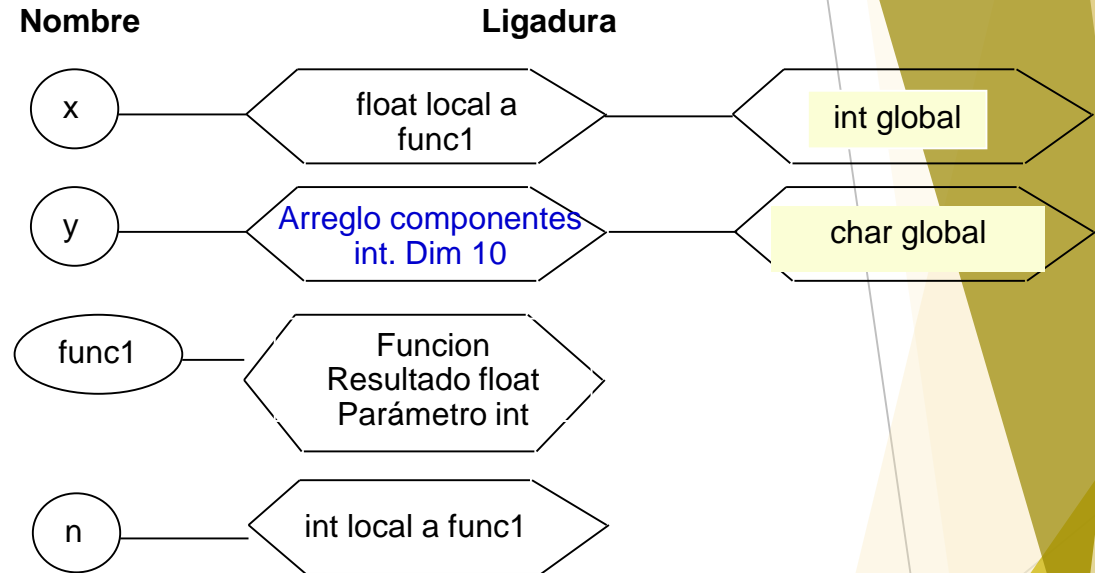 Nombre
Ligadura
x
float local a
func1
int global
y
Arreglo componentes
int. Dim 10
char global
func1
Funcion
Resultado float
Parámetro int
n
int local a func1